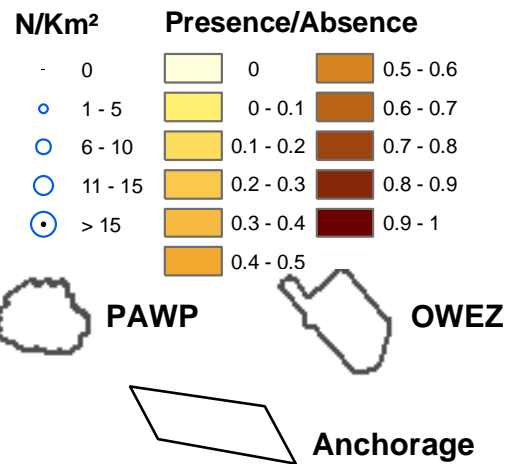 N/Km² Presence/Absence
- 0 0 0.5 - 0.6
1 - 5 0 - 0.1 0.6 - 0.7
6 - 10 0.1 - 0.2 0.7 - 0.8
11 - 15 0.2 - 0.3 0.8 - 0.9
> 15 0.3 - 0.4 0.9 - 1
0.4 - 0.5
PAWP OWEZ
Anchorage